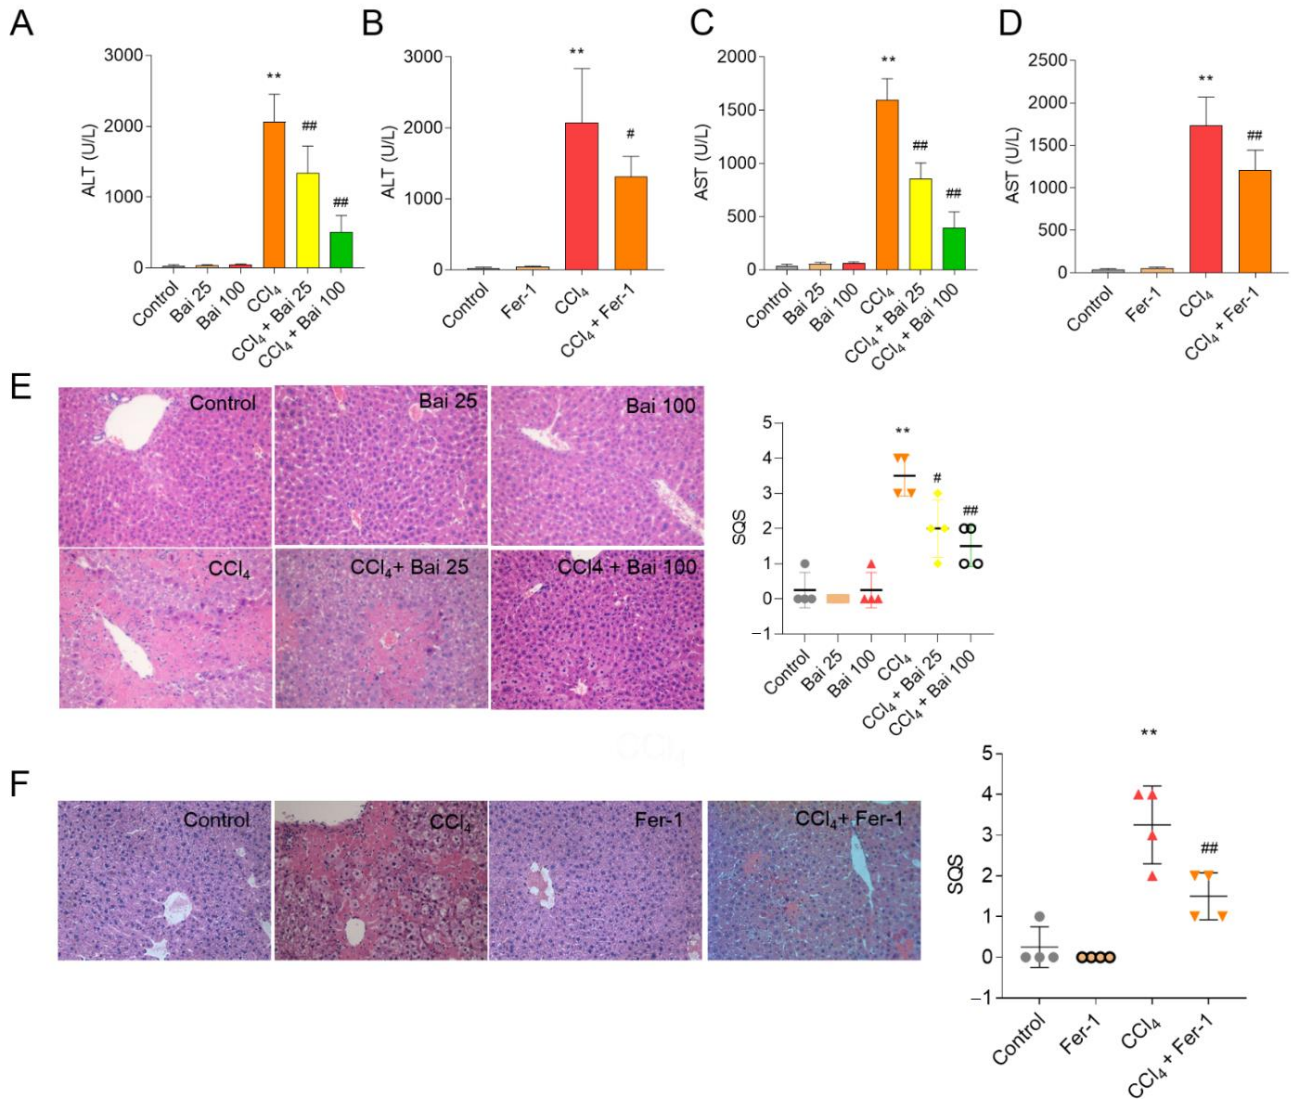 A
B
C
D
3000
2000
1000
0
ALT (U/L)
**
##
##
Control
Bai 25
Bai 100
CCl₄
CCl₄ + Bai 25
CCl₄ + Bai 100
3000
2000
1000
0
ALT (U/L)
**
#
Control
Fer-1
CCl₄
CCl₄ + Fer-1
2000
1500
1000
500
0
AST (U/L)
**
##
##
Control
Bai 25
Bai 100
CCl₄
CCl₄ + Bai 25
CCl₄ + Bai 100
2500
2000
1500
1000
500
0
AST (U/L)
**
##
Control
Fer-1
CCl₄
CCl₄ + Fer-1
E
Control
Bai 25
Bai 100
CCl₄
CCl₄+ Bai 25
CCl4 + Bai 100
5
4
3
2
1
0
−1
SQS
**
#
##
Control
Bai 25
Bai 100
CCl₄
CCl₄ + Bai 25
CCl₄ + Bai 100
CCl₄
F
Control
CCl₄
Fer-1
CCl₄+ Fer-1
5
4
3
2
1
0
−1
SQS
**
##
Control
Fer-1
CCl₄
CCl₄ + Fer-1